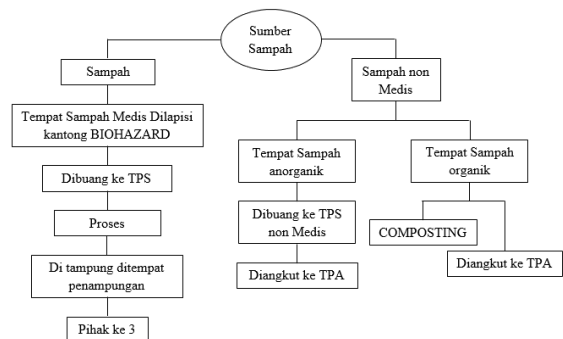 Sumber
Sampah
Sampah
Tempat Sampah Medis Dilapisi
kantong BIOHAZARD
Dibuang ke TPS
Proses
Di tampung ditempat
penampungan
Pihak ke 3
Sampah non
Medis
Tempat Sampah
anorganik
Dibuang ke TPS
non Medis
Diangkut ke TPA
Tempat Sampah
organik
COMPOSTING
Diangkut ke TPA